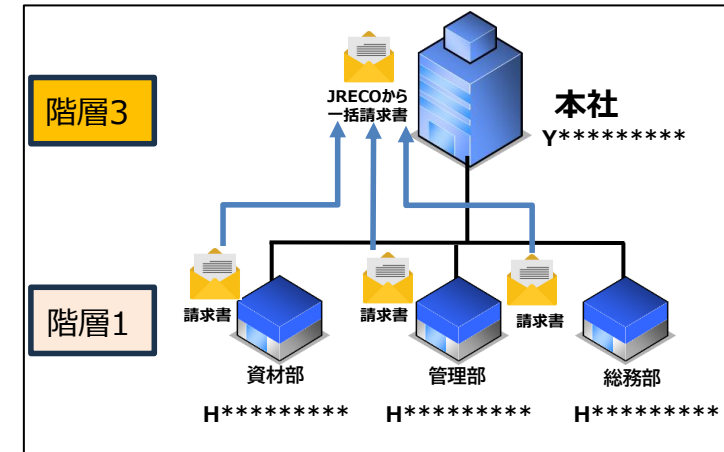 階層3
JRECOから
一括請求書
本社
Y*********
階層1
請求書
請求書
請求書
資材部
管理部
総務部
H*********
H*********
H*********